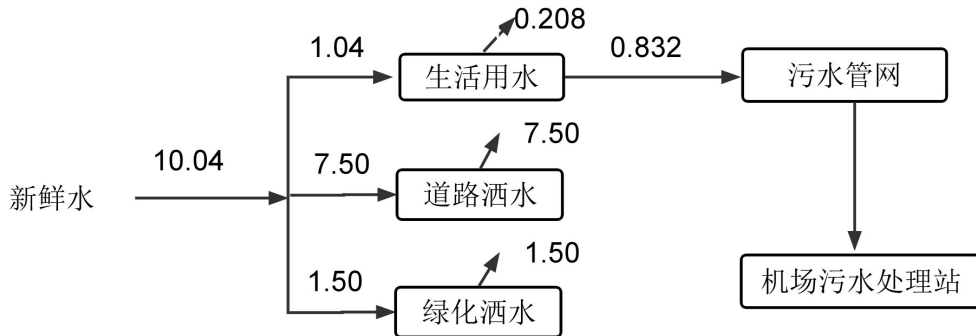 0.208
1.04
0.832
生活用水
污水管网
10.04
7.50
7.50
新鲜水
道路洒水
1.50
1.50
绿化洒水
机场污水处理站